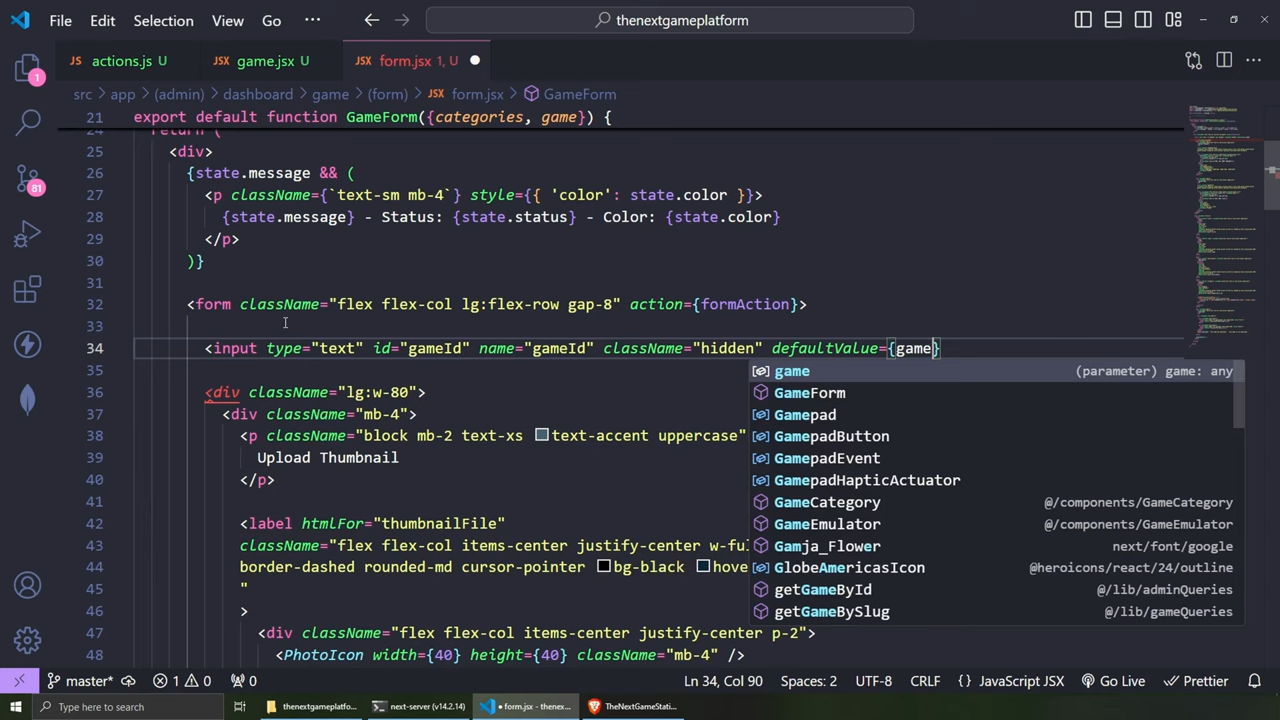 File Edit Selection View Go ··· thenextgameplatform
JS actions.js U JSX game.jsx U JSX form.jsx 1, U
src > app > (admin) > dashboard > game > (form) > JSX form.jsx > GameForm
21 export default function GameForm({categories, game}) {
24 return (
25 <div>
26 {state.message && (
27 <p className={`text-sm mb-4`} style={{ 'color': state.color }}>
28 {state.message} - Status: {state.status} - Color: {state.color}
29 </p>
30 )}
31
32 <form className="flex flex-col lg:flex-row gap-8" action={formAction}>
33
34 <input type="text" id="gameId" name="gameId" className="hidden" defaultValue={game}
35
36 <div className="lg:w-80">
37 <div className="mb-4">
38 <p className="block mb-2 text-xs text-accent uppercase"
39 Upload Thumbnail
40 </p>
41
42 <label htmlFor="thumbnailFile"
43 className="flex flex-col items-center justify-center w-ful
44 border-dashed rounded-md cursor-pointer bg-black hove
45 "
46 >
47 <div className="flex flex-col items-center justify-center p-2">
48 <PhotoIcon width={40} height={40} className="mb-4" />
game (parameter) game: any
GameForm
Gamepad
GamepadButton
GamepadEvent
GamepadHapticActuator
GameCategory @/components/GameCategory
GameEmulator @/components/GameEmulator
Gamja_Flower next/font/google
GlobeAmericasIcon @heroicons/react/24/outline
getGameById @/lib/adminQueries
getGameBySlug @/lib/gameQueries
1
81
master* 1 0 0 Ln 34, Col 90 Spaces: 2 UTF-8 CRLF {} JavaScript JSX Go Live Prettier
Type here to search thenextgameplatfo... next-server (v14.2.14) form.jsx - thenex... TheNextGameStati...